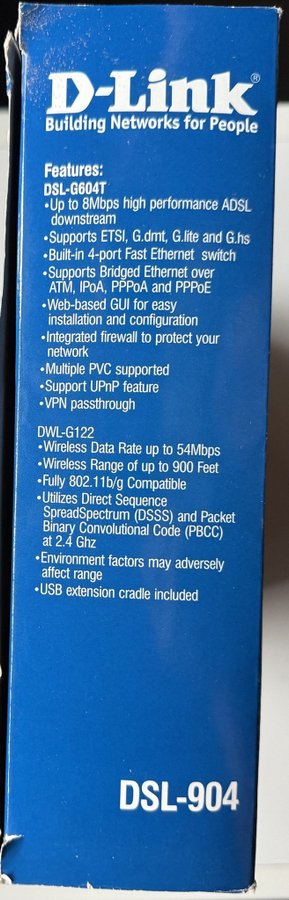 D-Link®
Building Networks for People
Features:
DSL-G604T
•Up to 8Mbps high performance ADSL
downstream
•Supports ETSI, G.dmt, G.lite and G.hs
•Built-in 4-port Fast Ethernet switch
•Supports Bridged Ethernet over
ATM, IPoA, PPPoA and PPPoE
•Web-based GUI for easy
installation and configuration
•Integrated firewall to protect your
network
•Multiple PVC supported
•Support UPnP feature
•VPN passthrough
DWL-G122
•Wireless Data Rate up to 54Mbps
•Wireless Range of up to 900 Feet
•Fully 802.11b/g Compatible
•Utilizes Direct Sequence
SpreadSpectrum (DSSS) and Packet
Binary Convolutional Code (PBCC)
at 2.4 Ghz
•Environment factors may adversely
affect range
•USB extension cradle included
DSL-904